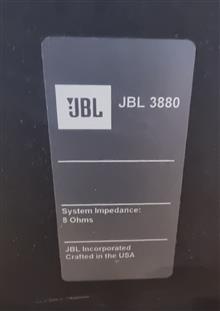 JBL
JBL 3880
System Impedance:
8 Ohms
JBL Incorporated
Crafted in the USA